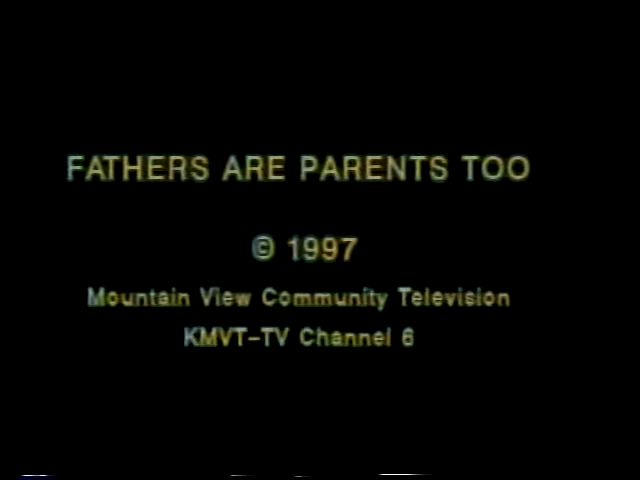 FATHERS ARE PARENTS TOO
© 1997
Mountain View Community Television
KMVT-TV Channel 6